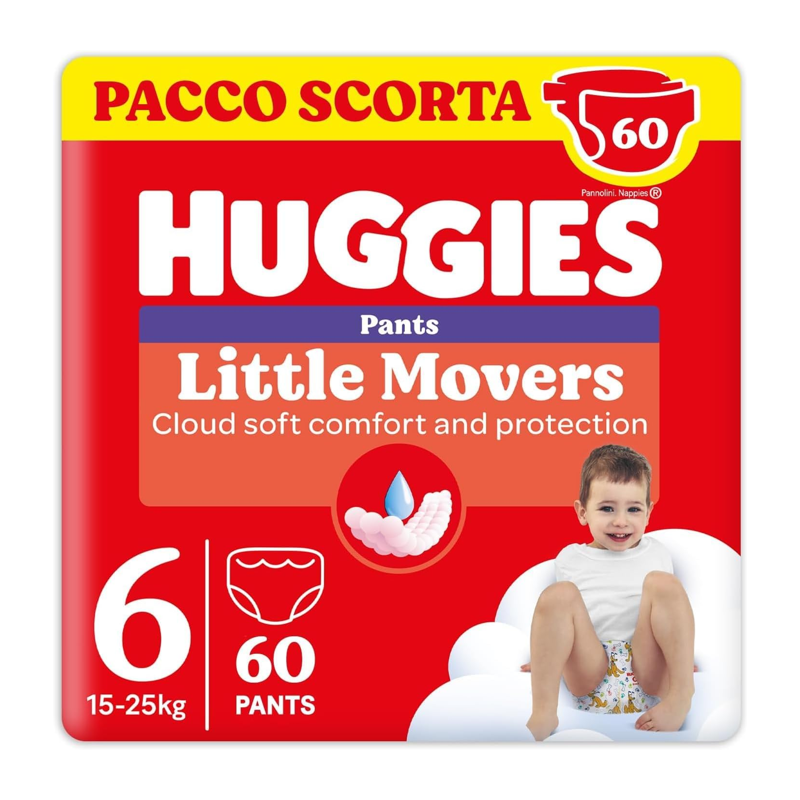 PACCO SCORTA
60
Pannolini. Nappies ®
HUGGIES
Pants
Little Movers
Cloud soft comfort and protection
6
15-25kg
60
PANTS